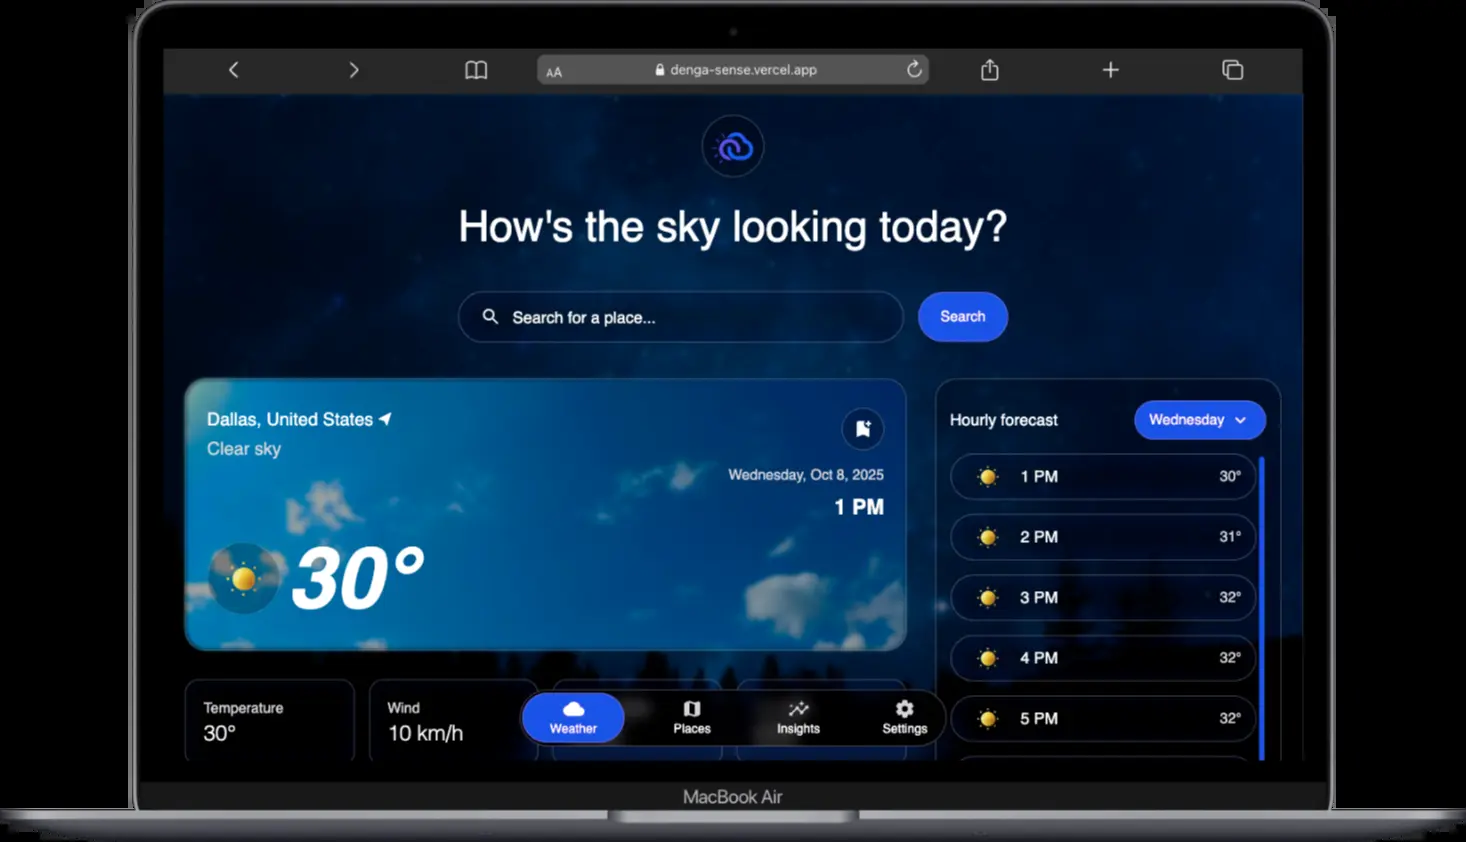 AA denga-sense.vercel.app
How's the sky looking today?
Search for a place...
Search
Dallas, United States
Clear sky
Wednesday, Oct 8, 2025
1 PM
30°
Hourly forecast
Wednesday
1 PM 30°
2 PM 31°
3 PM 32°
4 PM 32°
5 PM 32°
Temperature
30°
Wind
10 km/h
Weather
Places
Insights
Settings
MacBook Air